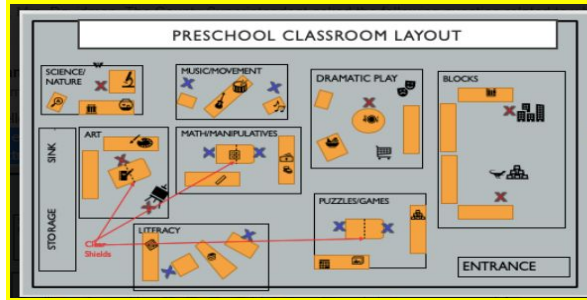 PRESCHOOL CLASSROOM LAYOUT
SCIENCE/
NATURE
MUSIC/MOVEMENT
DRAMATIC PLAY
BLOCKS
SINK
ART
MATH/MANIPULATIVES
STORAGE
PUZZLES/GAMES
LITERACY
Clear
Shields
ENTRANCE